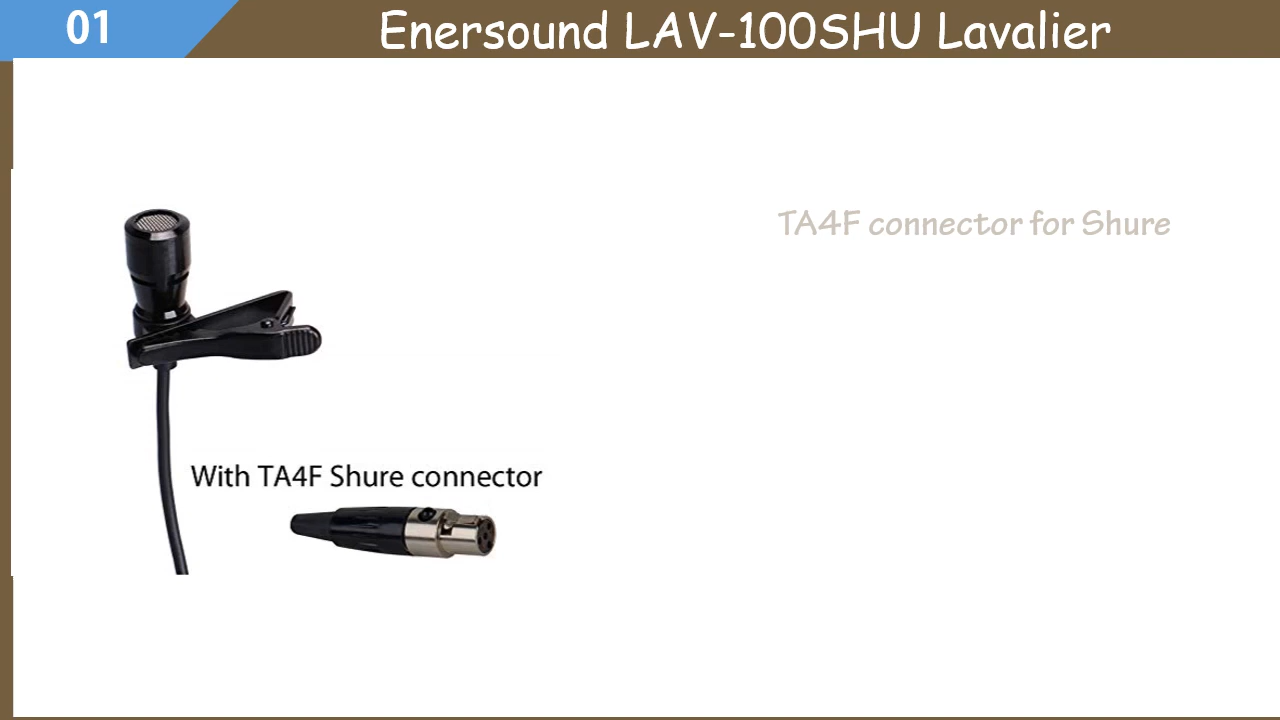 01
Enersound LAV-100SHU Lavalier
TA4F connector for Shure
With TA4F Shure connector